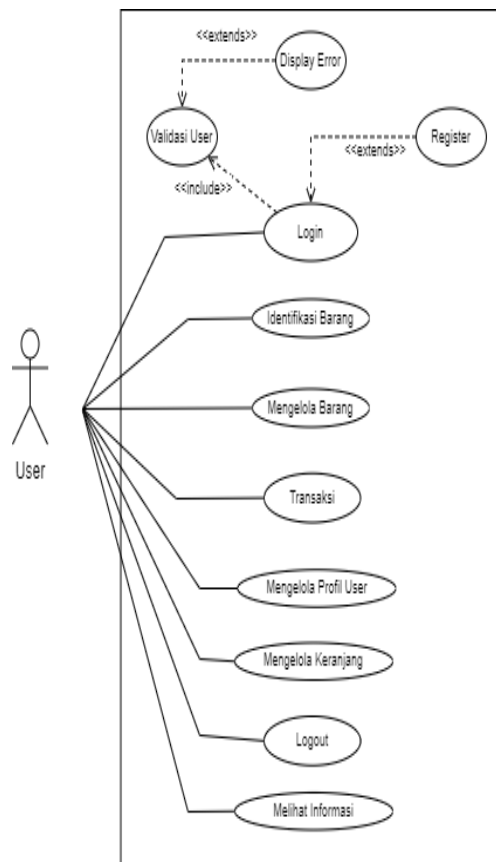 <<extends>>
Display Error
Validasi User
Register
<<extends>>
<<include>>
Login
Identifikasi Barang
Mengelola Barang
User
Transaksi
Mengelola Profil User
Mengelola Keranjang
Logout
Melihat Informasi